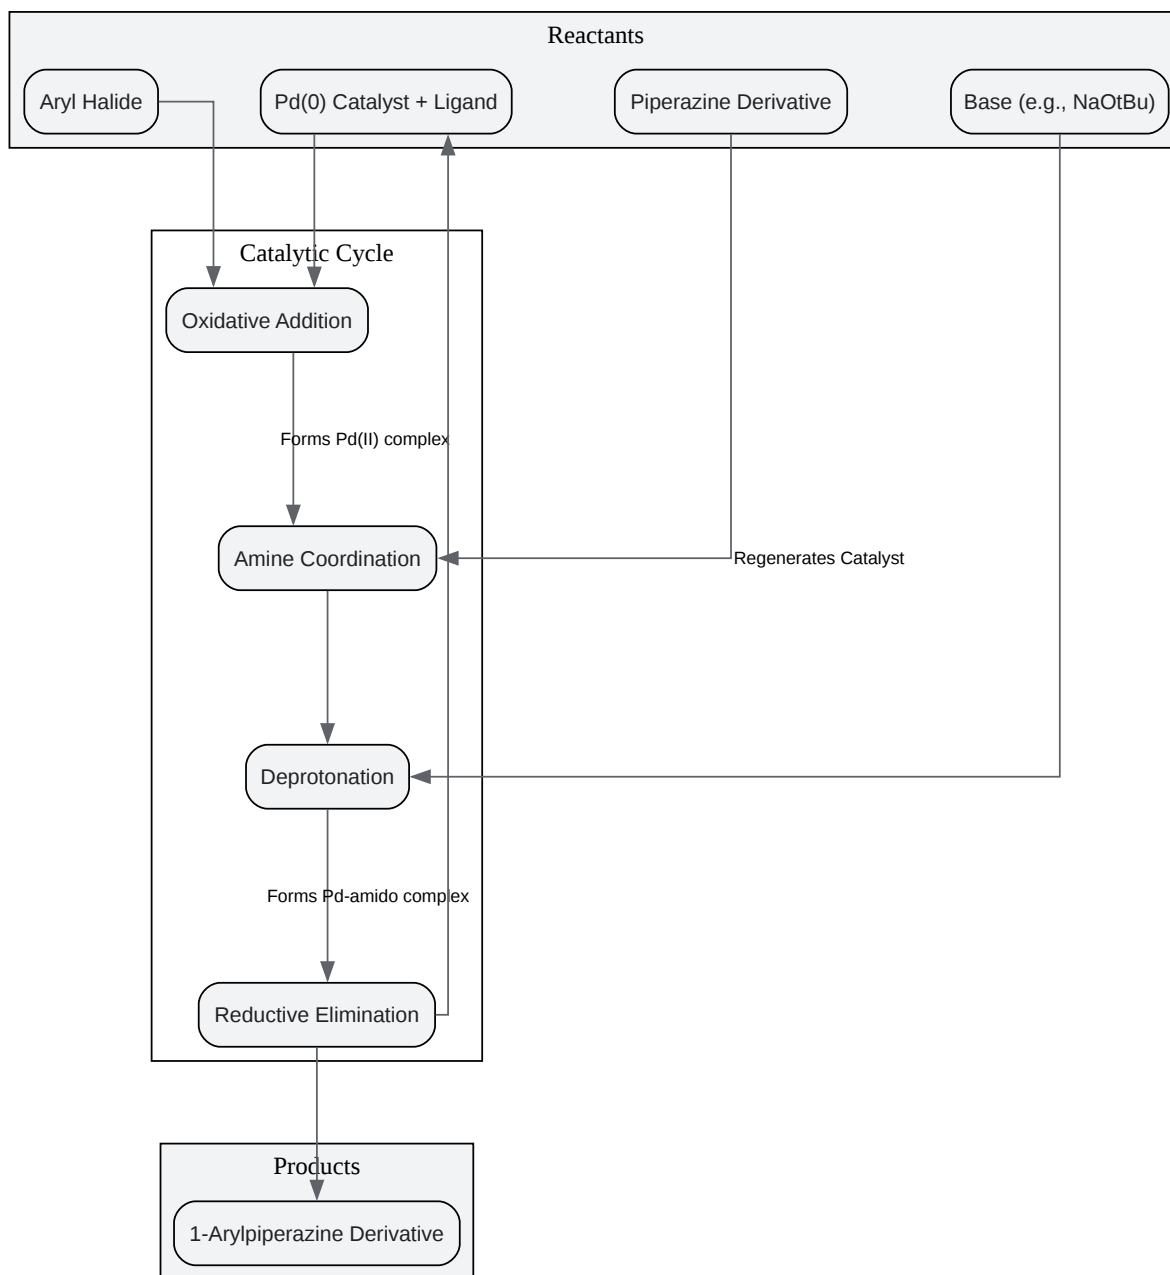 Reactants
Aryl Halide
Pd(0) Catalyst + Ligand
Piperazine Derivative
Base (e.g., NaOtBu)
Catalytic Cycle
Oxidative Addition
Forms Pd(II) complex
Amine Coordination
Regenerates Catalyst
Deprotonation
Forms Pd-amido complex
Reductive Elimination
Products
1-Arylpiperazine Derivative